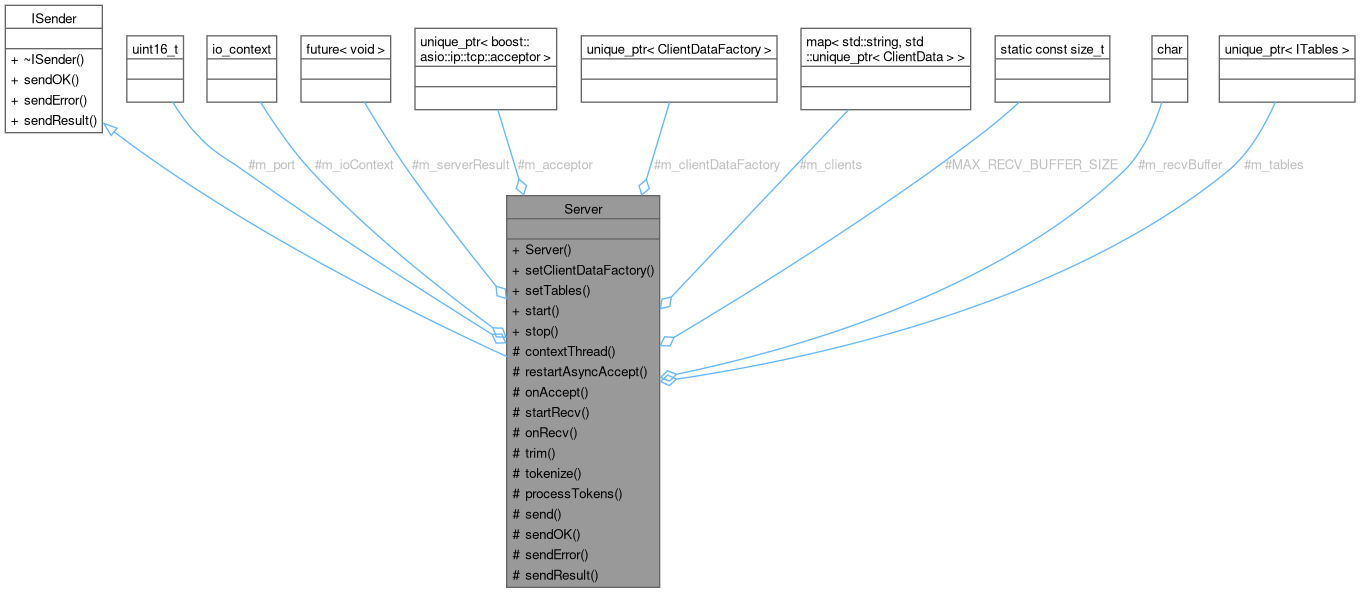 ISender
+ ~ISender()
+ sendOK()
+ sendError()
+ sendResult()
uint16_t
io_context
future< void >
unique_ptr< boost::
asio::ip::tcp::acceptor >
unique_ptr< ClientDataFactory >
map< std::string, std
::unique_ptr< ClientData > >
static const size_t
char
unique_ptr< ITables >
#m_port
#m_ioContext
#m_serverResult
#m_acceptor
#m_clientDataFactory
#m_clients
#MAX_RECV_BUFFER_SIZE
#m_recvBuffer
#m_tables
Server
+ Server()
+ setClientDataFactory()
+ setTables()
+ start()
+ stop()
# contextThread()
# restartAsyncAccept()
# onAccept()
# startRecv()
# onRecv()
# trim()
# tokenize()
# processTokens()
# send()
# sendOK()
# sendError()
# sendResult()